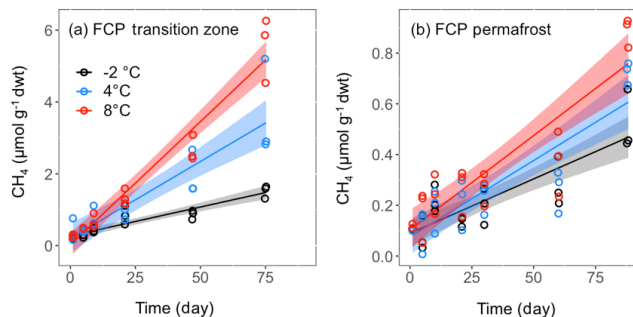 (a) FCP transition zone
-2 °C
4°C
8°C
6
4
2
0
CH₄ (μmol g⁻¹ dwt)
0
25
50
75
Time (day)
(b) FCP permafrost
0.8
0.6
0.4
0.2
0.0
CH₄ (μmol g⁻¹ dwt)
0
25
50
75
Time (day)